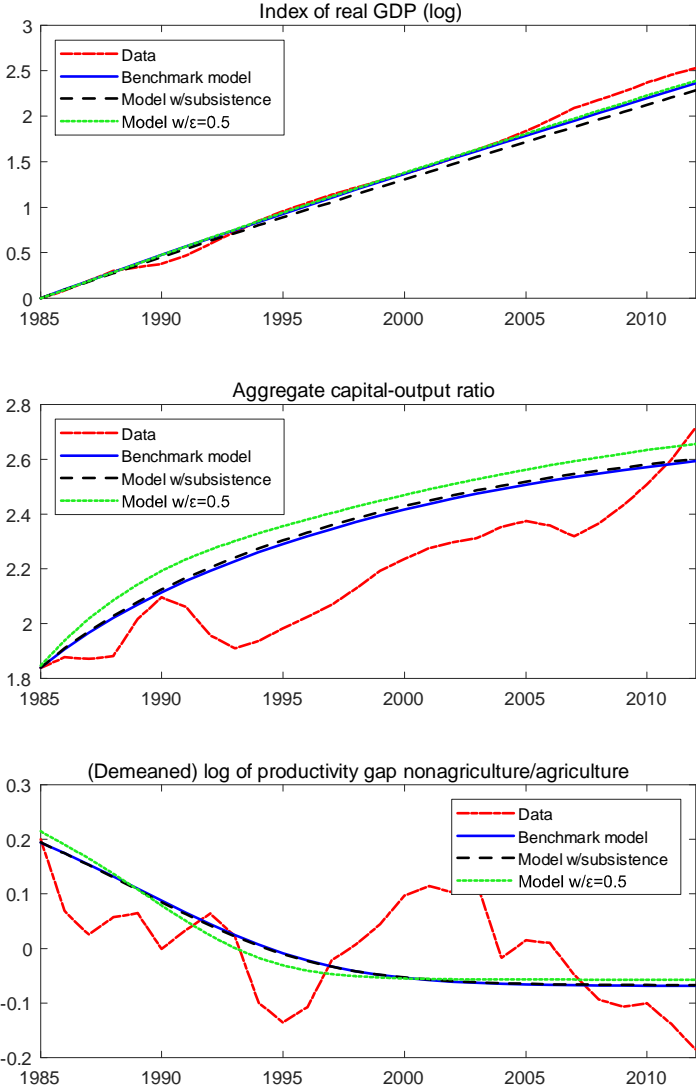 Index of real GDP (log)
3
2.5
2
1.5
1
0.5
0
Data
Benchmark model
Model w/subsistence
Model w/ε=0.5
1985 1990 1995 2000 2005 2010
Aggregate capital-output ratio
2.8
2.6
2.4
2.2
2
1.8
Data
Benchmark model
Model w/subsistence
Model w/ε=0.5
1985 1990 1995 2000 2005 2010
(Demeaned) log of productivity gap nonagriculture/agriculture
0.3
0.2
0.1
0
-0.1
-0.2
Data
Benchmark model
Model w/subsistence
Model w/ε=0.5
1985 1990 1995 2000 2005 2010